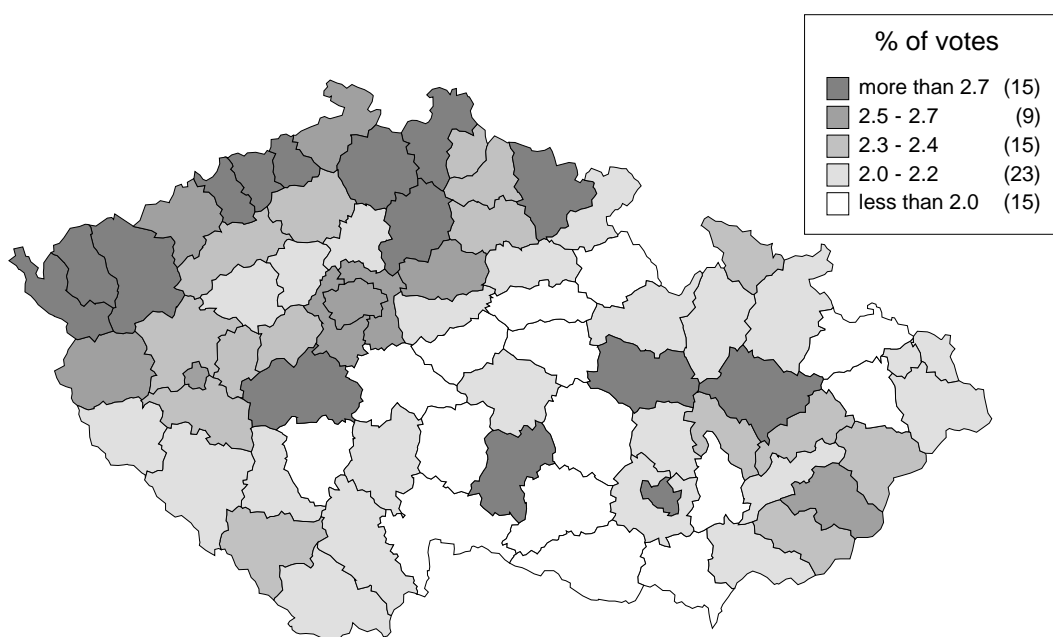 % of votes
more than 2.7 (15)
2.5 - 2.7 (9)
2.3 - 2.4 (15)
2.0 - 2.2 (23)
less than 2.0 (15)